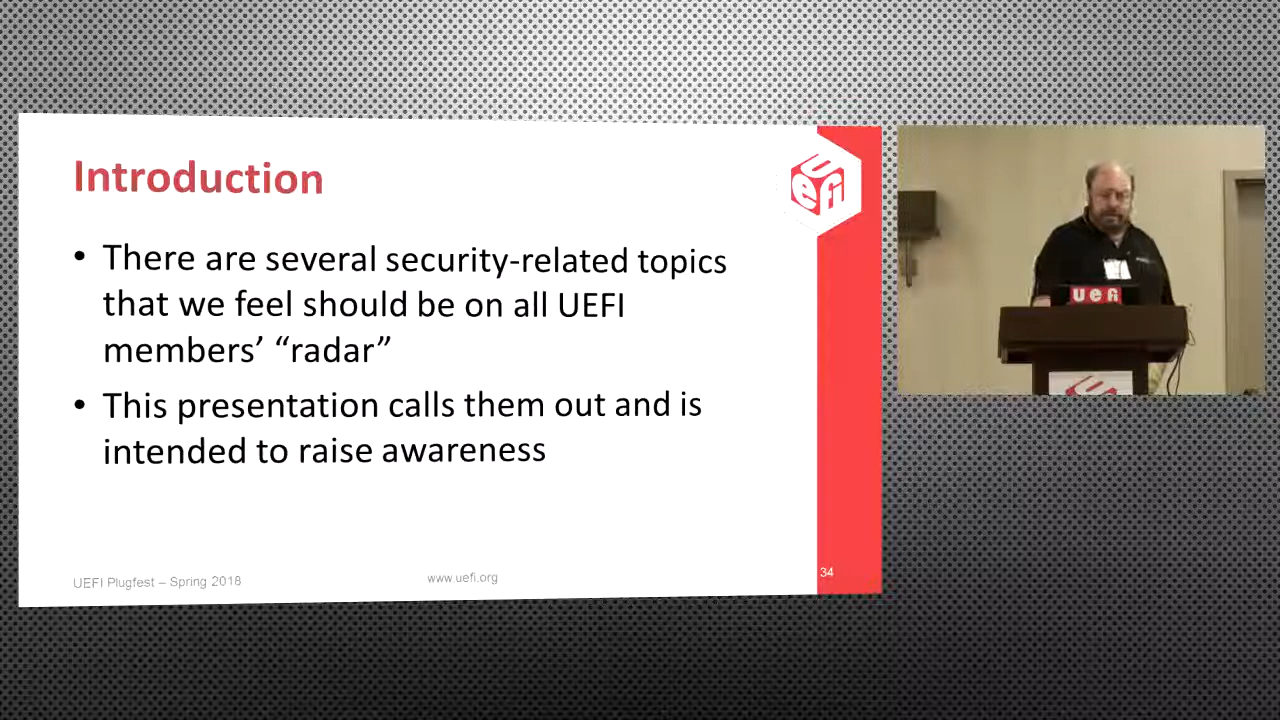 Introduction
uefi
• There are several security-related topics
that we feel should be on all UEFI
members’ “radar”
• This presentation calls them out and is
intended to raise awareness
UEFI Plugfest – Spring 2018
www.uefi.org
34
uefi